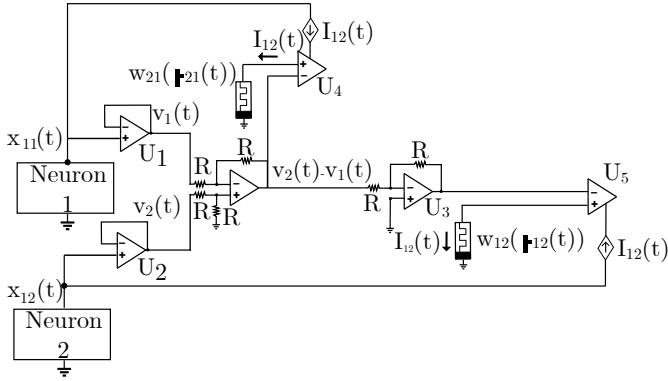 I₁₂(t)
I₁₂(t)
w₂₁( ₂₁(t))
U₄
v₁(t)
x₁₁(t)
U1
R
v₂(t)-v₁(t)
R
U₅
Neuron
1
R
R
R
R
v₂(t)
U₃
I₁₂(t)
w₁₂( ₁₂(t))
I₁₂(t)
U2
x₁₂(t)
Neuron
2